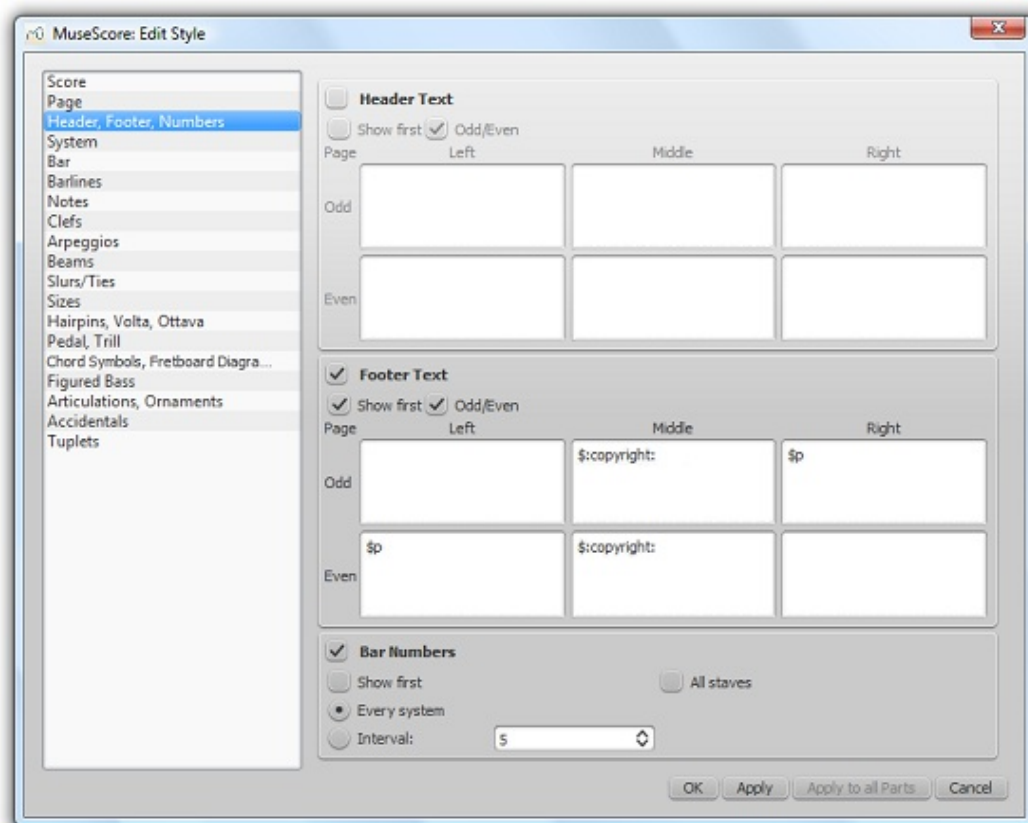 MuseScore: Edit Style
Score
Page
Header, Footer, Numbers
System
Bar
Barlines
Notes
Clefs
Arpeggios
Beams
Slurs/Ties
Sizes
Hairpins, Volta, Ottava
Pedal, Trill
Chord Symbols, Fretboard Diagra...
Figured Bass
Articulations, Ornaments
Accidentals
Tuplets
Header Text
Show first Odd/Even
Page Left Middle Right
Odd
Even
Footer Text
Show first Odd/Even
Page Left Middle Right
$:copyright: $p
Odd
$p $:copyright:
Even
Bar Numbers
Show first All staves
Every system
Interval: 5
OK Apply Apply to all Parts Cancel